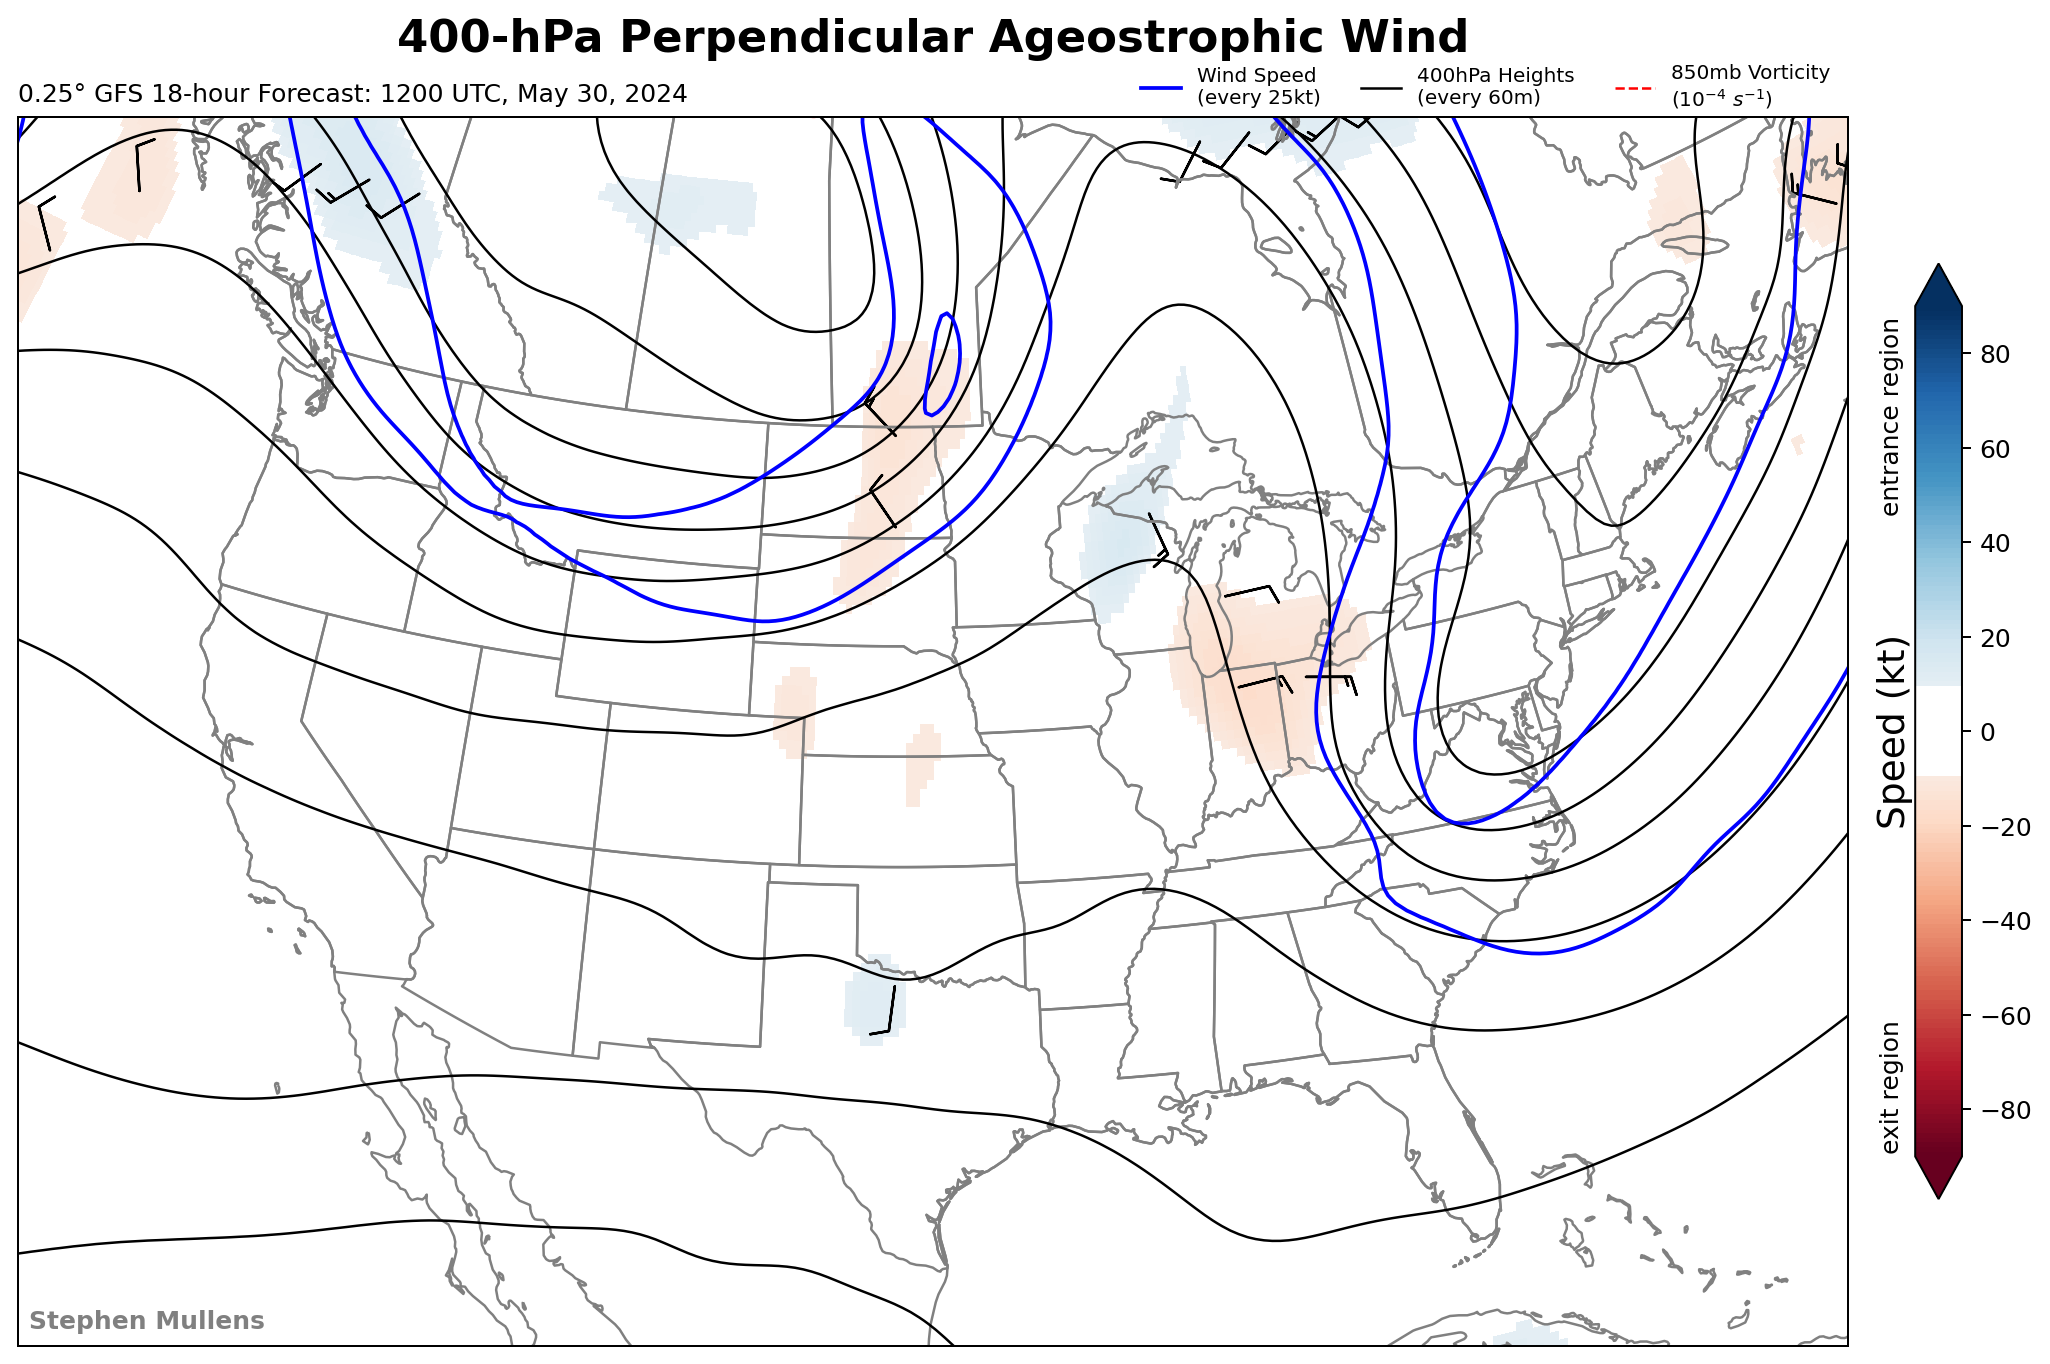 400-hPa Perpendicular Ageostrophic Wind
0.25° GFS 18-hour Forecast: 1200 UTC, May 30, 2024
Wind Speed
(every 25kt)
400hPa Heights
(every 60m)
850mb Vorticity
(10⁻⁴ s⁻¹)
entrance region
Speed (kt)
exit region
80
60
40
20
0
−20
−40
−60
−80
Stephen Mullens